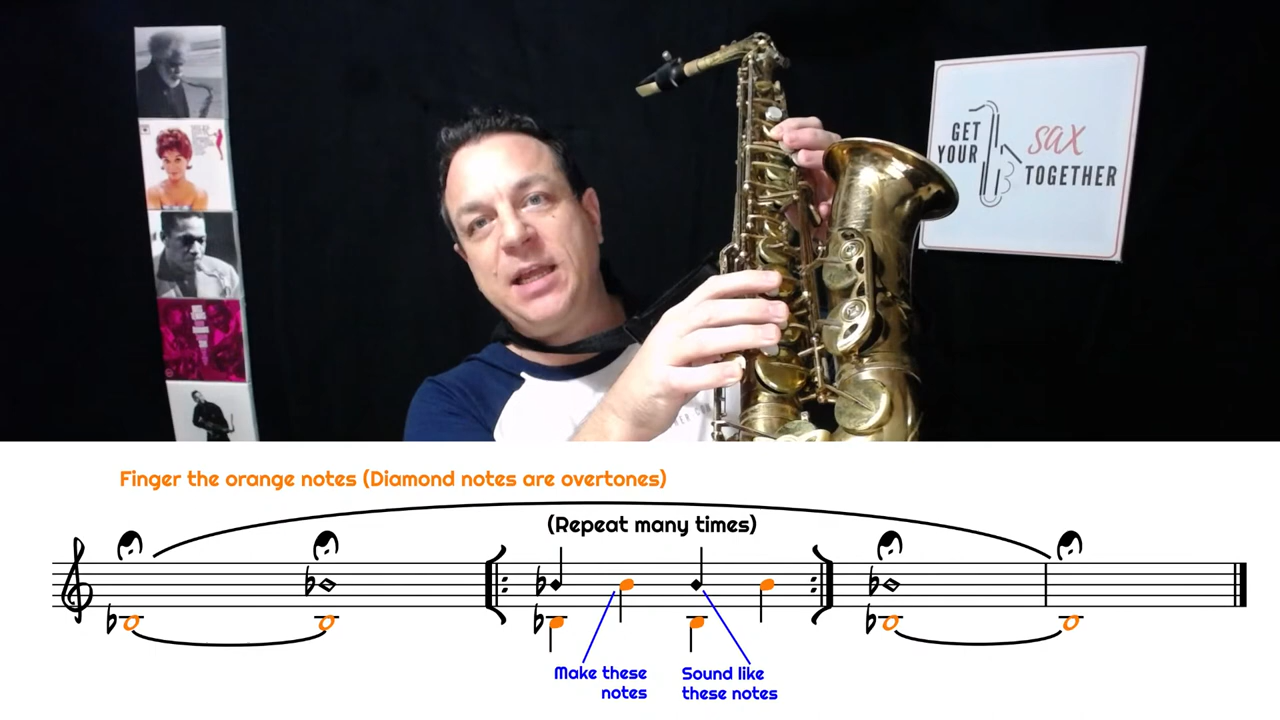 GET
YOUR
sax
TOGETHER
Finger the orange notes (Diamond notes are overtones)
(Repeat many times)
Make these
notes
Sound like
these notes